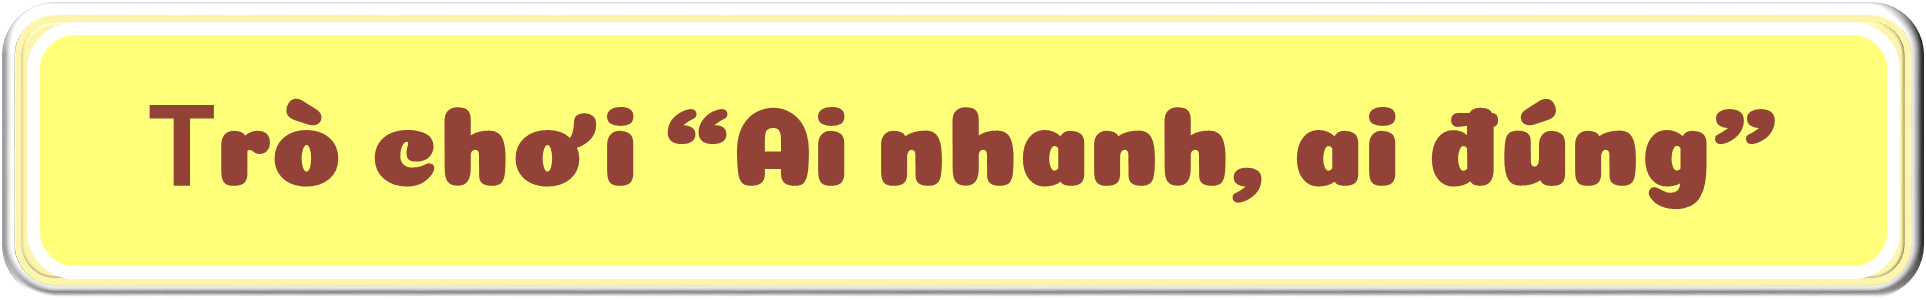 Trò chơi “Ai nhanh, ai đúng”